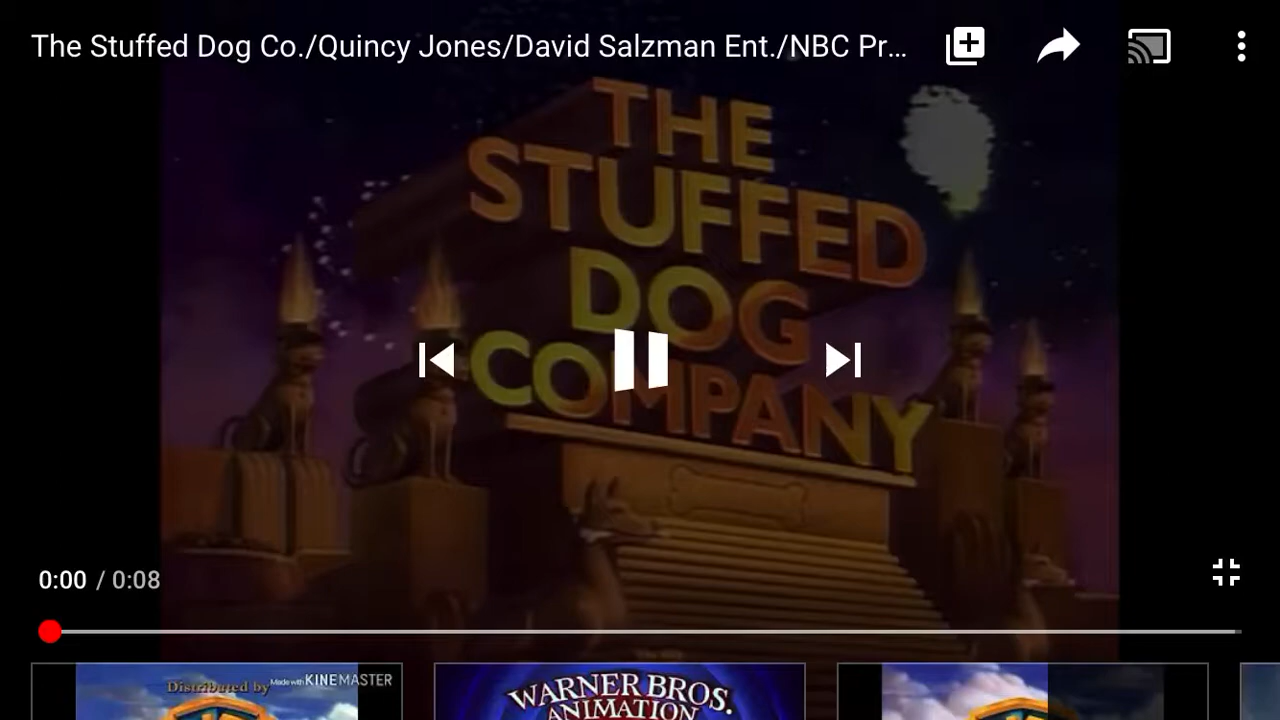 The Stuffed Dog Co./Quincy Jones/David Salzman Ent./NBC Pr...
THE
STUFFED
DOG
COMPANY
0:00 / 0:08
Distributed by
Made with KINEMASTER
WARNER BROS.
ANIMATION